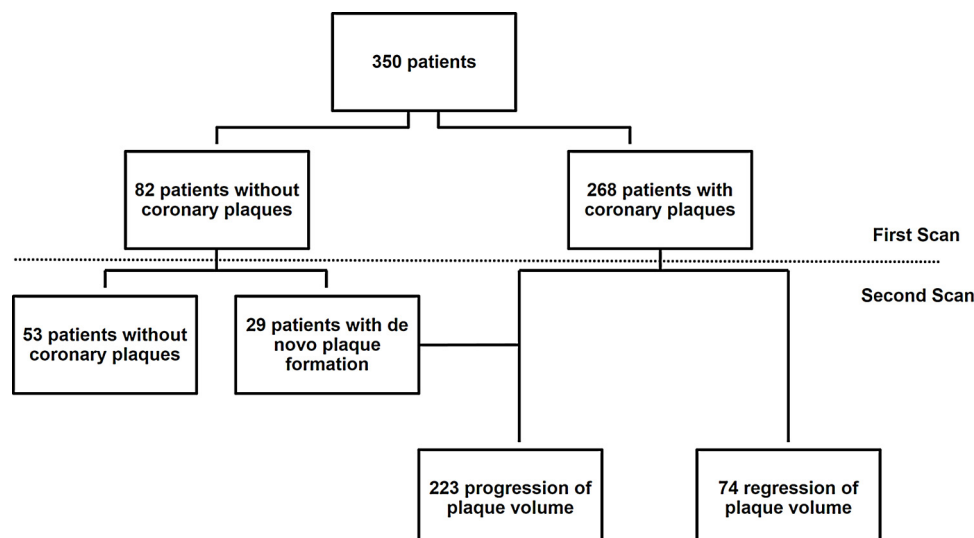 350 patients
82 patients without
coronary plaques
268 patients with
coronary plaques
First Scan
Second Scan
53 patients without
coronary plaques
29 patients with de
novo plaque
formation
223 progression of
plaque volume
74 regression of
plaque volume